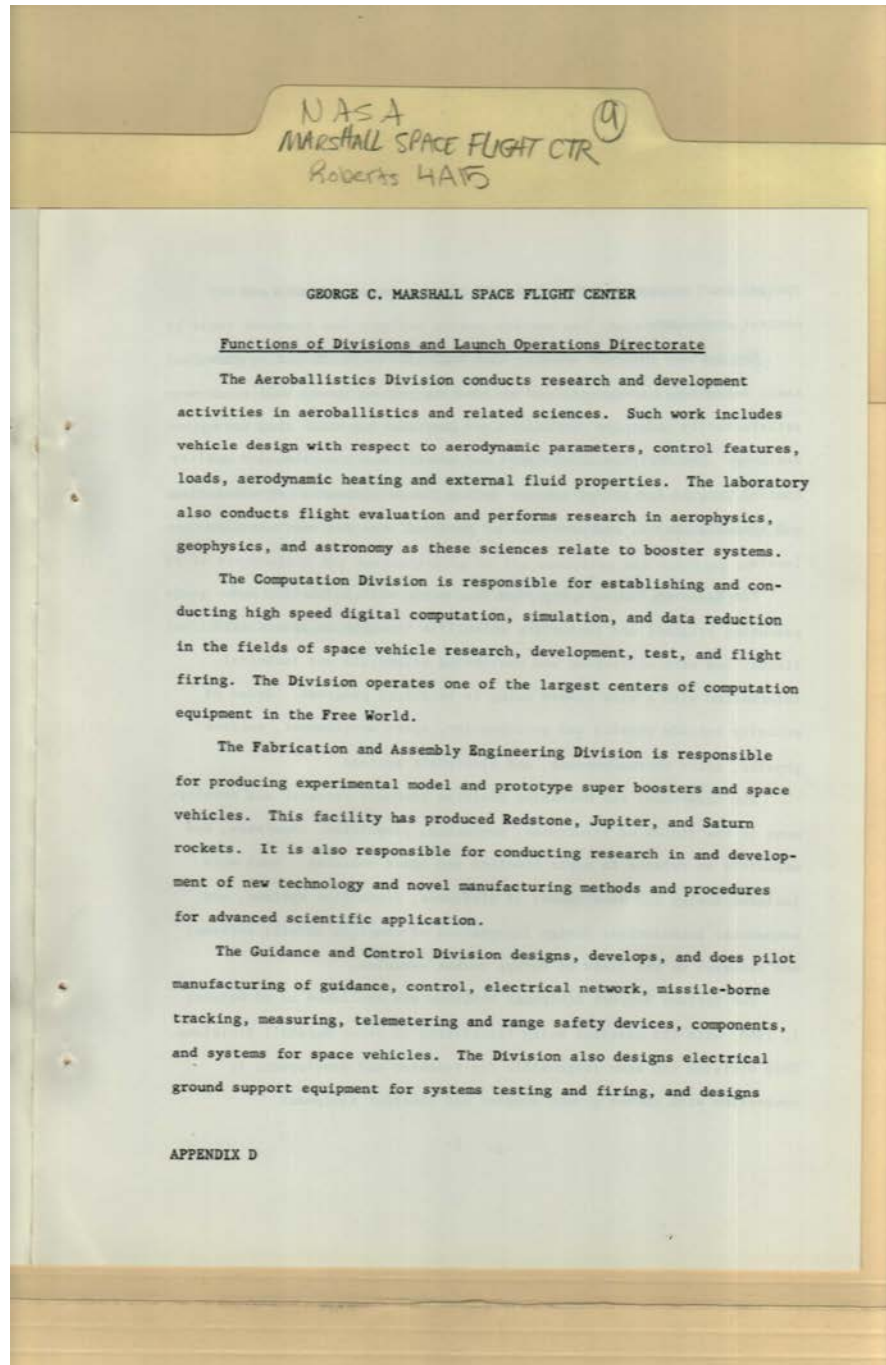 NASA
MARSHALL SPACE FLIGHT CTR
9
Roberts 4A15
GEORGE C. MARSHALL SPACE FLIGHT CENTER
Functions of Divisions and Launch Operations Directorate
The Aeroballistics Division conducts research and development
activities in aeroballistics and related sciences. Such work includes
vehicle design with respect to aerodynamic parameters, control features,
loads, aerodynamic heating and external fluid properties. The laboratory
also conducts flight evaluation and performs research in aerophysics,
geophysics, and astronomy as these sciences relate to booster systems.
The Computation Division is responsible for establishing and con-
ducting high speed digital computation, simulation, and data reduction
in the fields of space vehicle research, development, test, and flight
firing. The Division operates one of the largest centers of computation
equipment in the Free World.
The Fabrication and Assembly Engineering Division is responsible
for producing experimental model and prototype super boosters and space
vehicles. This facility has produced Redstone, Jupiter, and Saturn
rockets. It is also responsible for conducting research in and develop-
ment of new technology and novel manufacturing methods and procedures
for advanced scientific application.
The Guidance and Control Division designs, develops, and does pilot
manufacturing of guidance, control, electrical network, missile-borne
tracking, measuring, telemetering and range safety devices, components,
and systems for space vehicles. The Division also designs electrical
ground support equipment for systems testing and firing, and designs
APPENDIX D